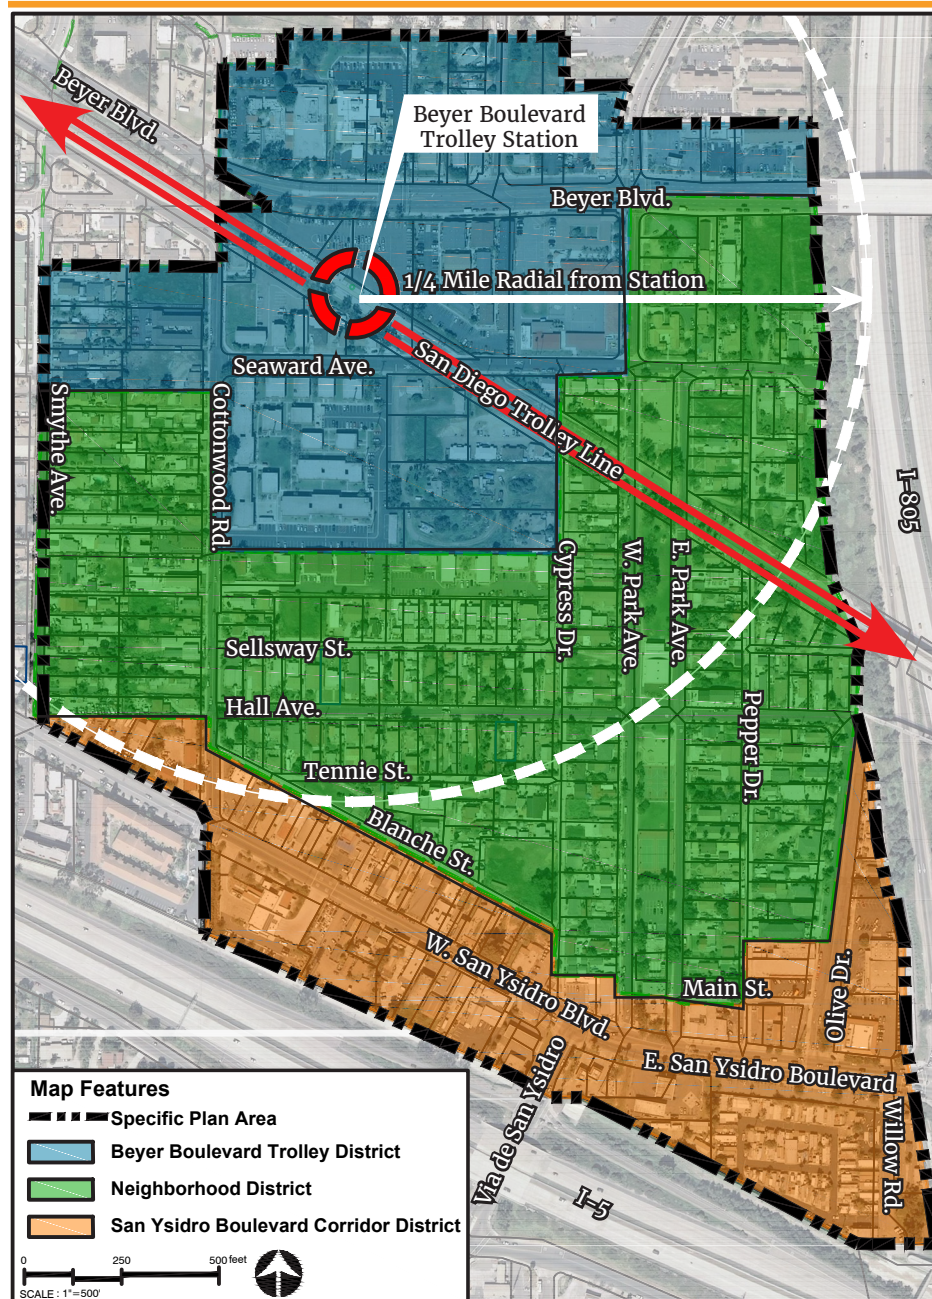 Beyer Blvd.
Beyer Boulevard
Trolley Station
Beyer Blvd.
1/4 Mile Radial from Station
Seaward Ave.
San Diego Trolley Line
Smythe Ave.
Cottonwood Rd.
I-805
Cypress Dr.
W. Park Ave.
E. Park Ave.
Sellsway St.
Hall Ave.
Pepper Dr.
Tennie St.
Blanche St.
W. San Ysidro Blvd.
Main St.
Olive Dr.
E. San Ysidro Boulevard
Via de San Ysidro
Willow Rd.
I-5
Map Features
Specific Plan Area
Beyer Boulevard Trolley District
Neighborhood District
San Ysidro Boulevard Corridor District
0 250 500 feet
SCALE : 1"=500'